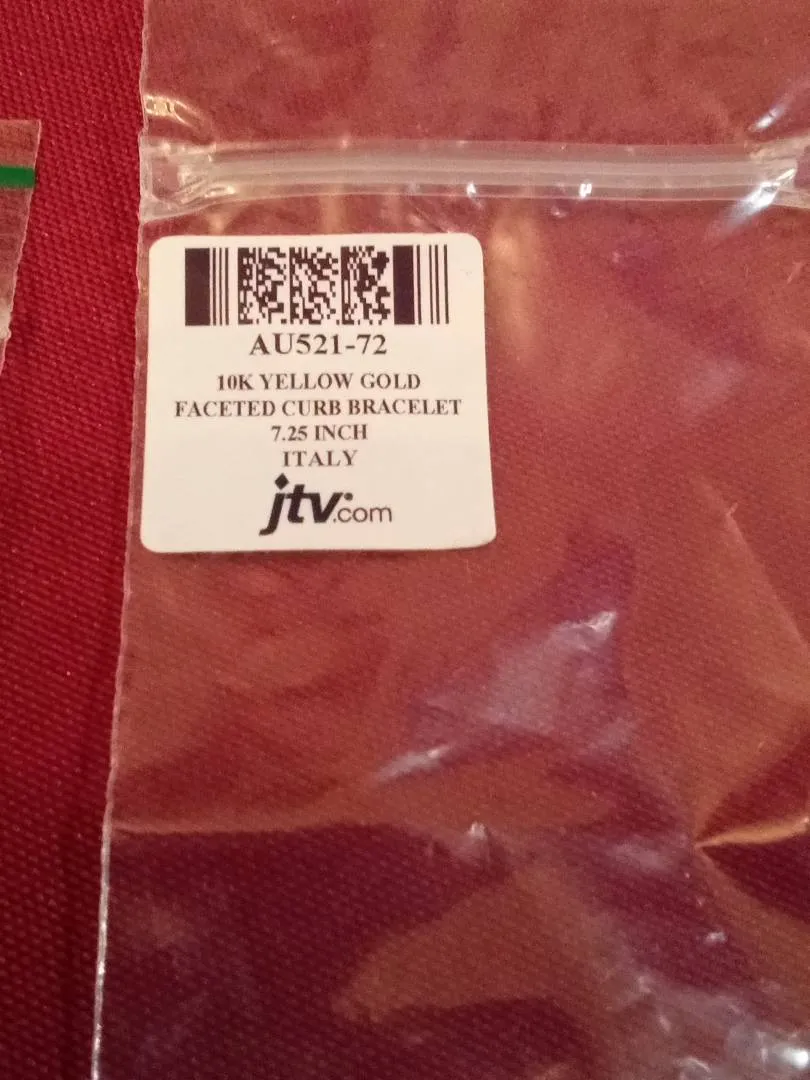 AU521-72
10K YELLOW GOLD
FACETED CURB BRACELET
7.25 INCH
ITALY
jtv.com